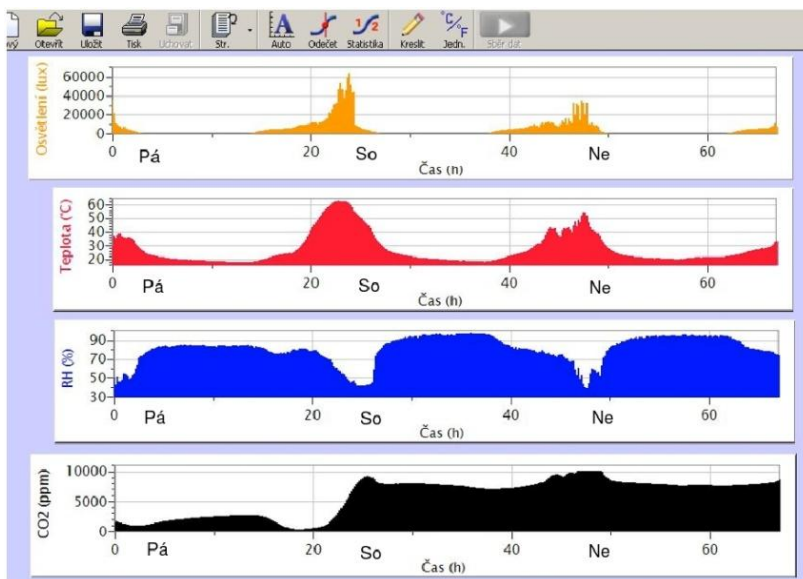 ový Otevřít Uložit Tisk Uchovat Str. Auto Odečet Statistika Kreslit Jedn. Sběr dat
1/2
°C/°F
Osvětlení (lux)
60000
40000
20000
0
0 20 40 60
Pá So Ne
Čas (h)
Teplota (°C)
60
50
40
30
20
0 20 40 60
Pá So Ne
Čas (h)
RH (%)
90
70
50
30
0 20 40 60
Pá So Ne
Čas (h)
CO2 (ppm)
10000
5000
0
0 20 40 60
Pá So Ne
Čas (h)